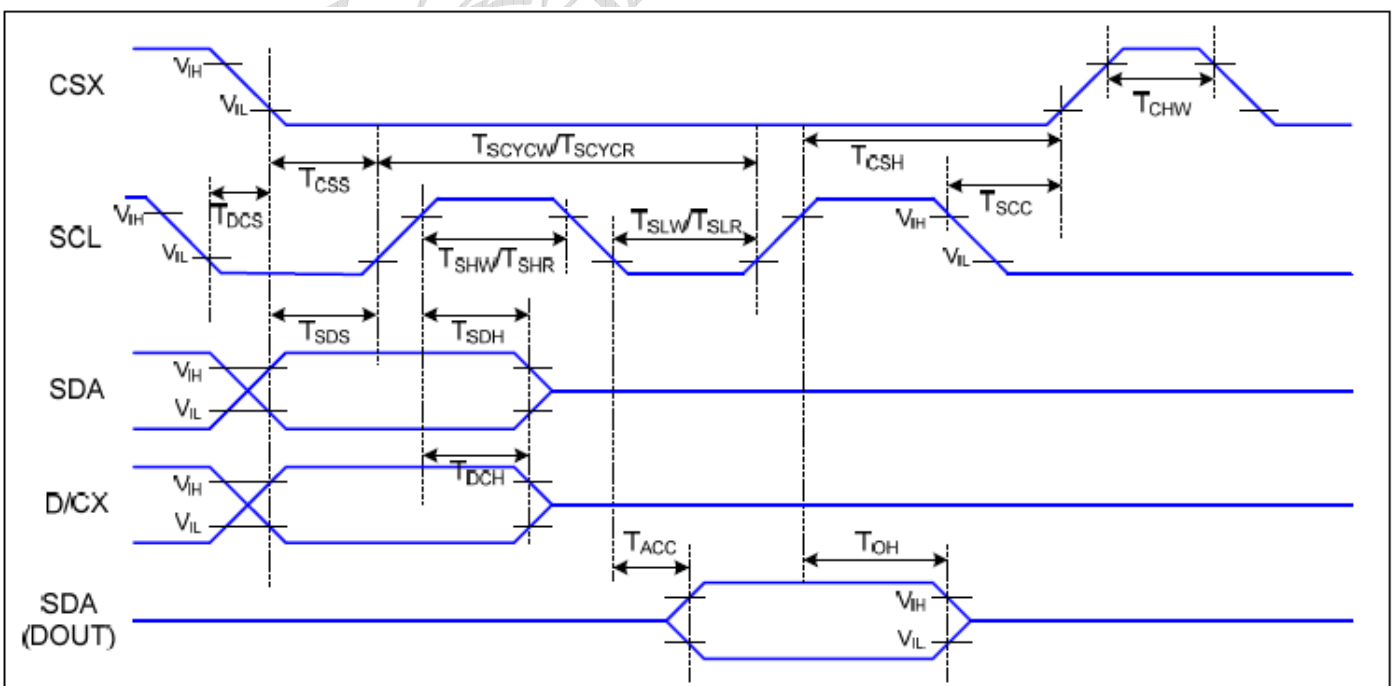 CSX
VIH
VIL
TCHW
TSCYCW/TSCYCR
TCSH
TCSS
TDCS
TSCC
SCL
VIH
VIL
TSHW/TSHR
TSLW/TSLR
VIH
VIL
TSDS
TSDH
SDA
VIH
VIL
D/CX
VIH
VIL
TDCH
TACC
TOH
SDA
(DOUT)
VIH
VIL